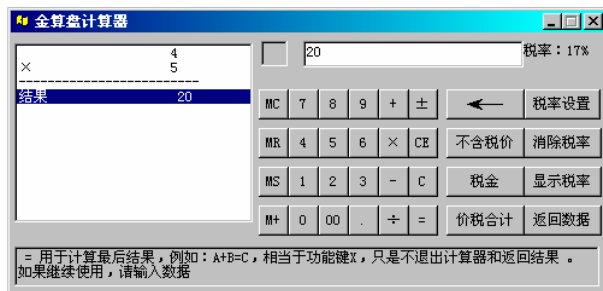 金算盘计算器
4
× 5
-------------------------
结果 20
20 税率：17%
MC 7 8 9 + ± ← 税率设置
MR 4 5 6 × CE 不含税价 消除税率
MS 1 2 3 - C 税金 显示税率
M+ 0 00 . ÷ = 价税合计 返回数据
= 用于计算最后结果，例如：A+B=C，相当于功能键X，只是不退出计算器和返回结果 。
如果继续使用，请输入数据